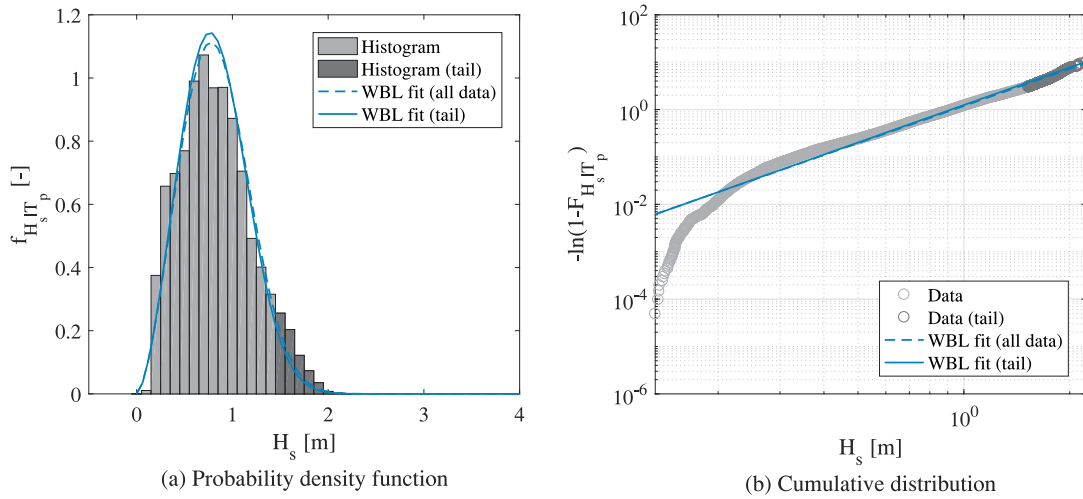 f_{H_s|T_p} [-]
1.2
1
0.8
0.6
0.4
0.2
0
0 1 2 3 4
H_s [m]
Histogram
Histogram (tail)
WBL fit (all data)
WBL fit (tail)
(a) Probability density function
-ln(1-F_{H_s|T_p})
10^2
10^0
10^{-2}
10^{-4}
10^{-6}
10^0
H_s [m]
Data
Data (tail)
WBL fit (all data)
WBL fit (tail)
(b) Cumulative distribution